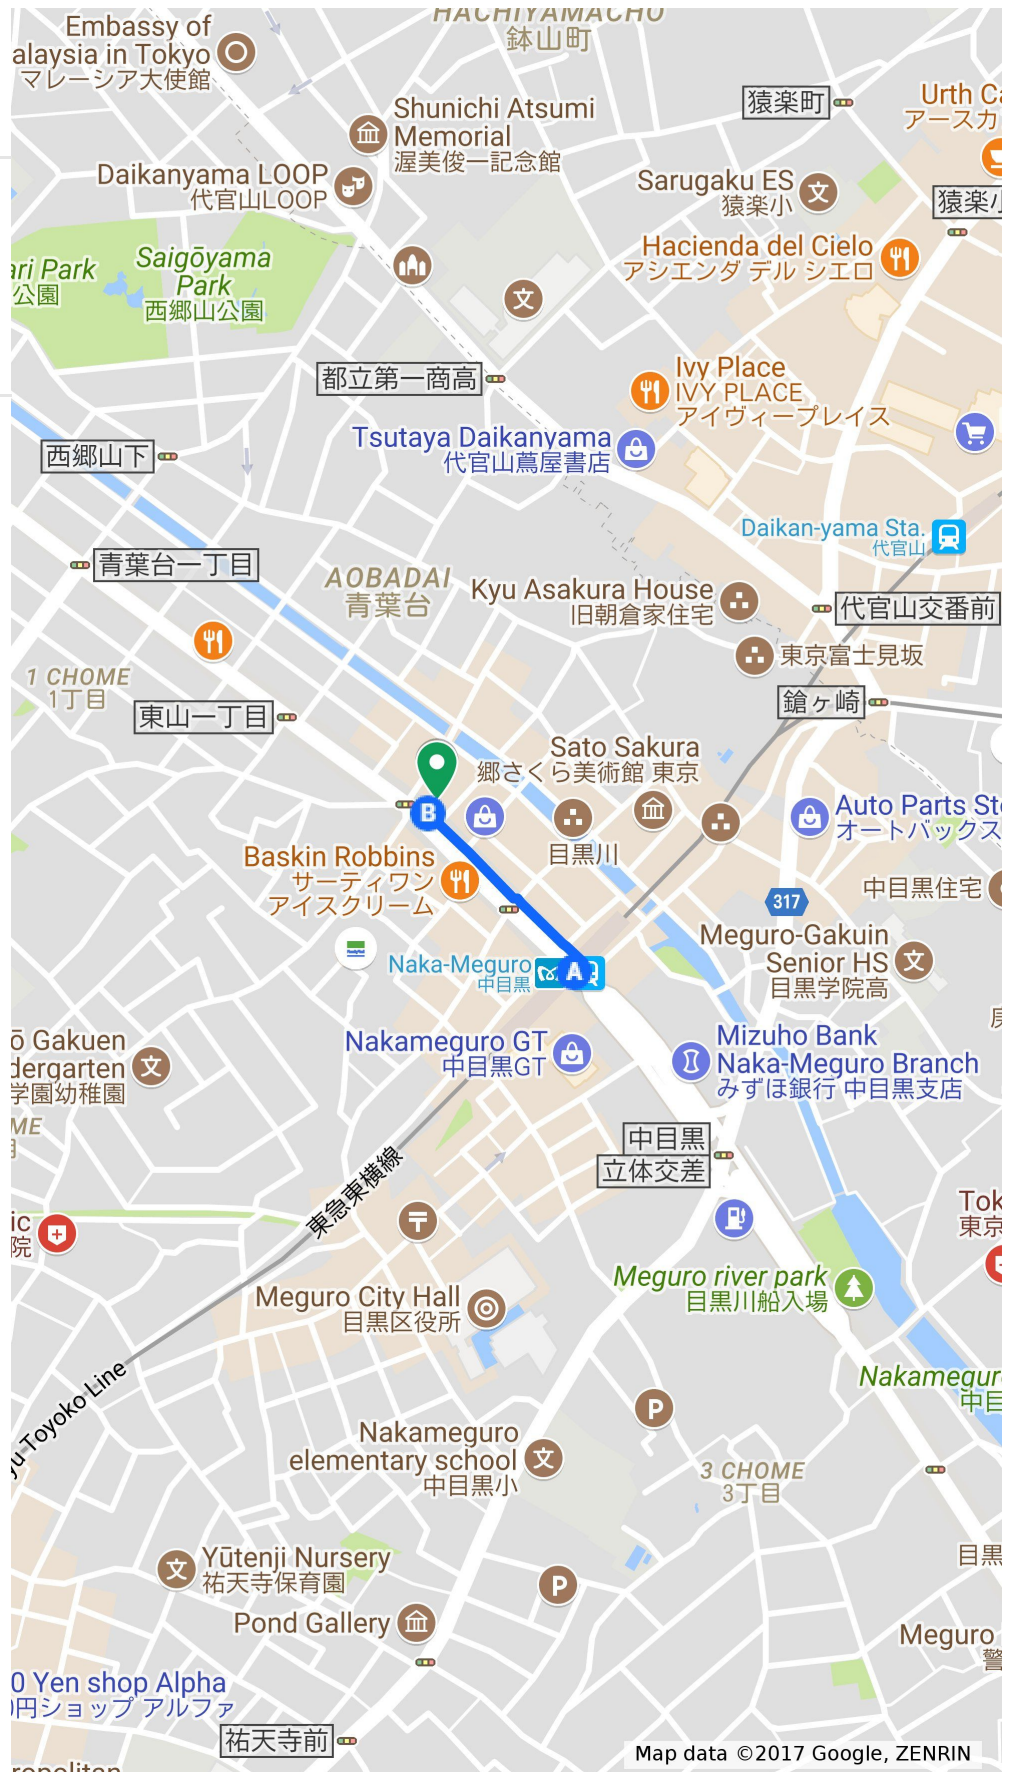 HACHIYAMACHO
鉢山町
Embassy of
alaysia in Tokyo
マレーシア大使館
Shunichi Atsumi
Memorial
渥美俊一記念館
猿楽町
Urth Ca
アースカ
Daikanyama LOOP
代官山LOOP
Sarugaku ES
猿楽小
猿楽小
Hacienda del Cielo
アシエンダ デル シエロ
ari Park
公園
Saigōyama
Park
西郷山公園
都立第一商高
Ivy Place
IVY PLACE
アイヴィープレイス
Tsutaya Daikanyama
代官山蔦屋書店
西郷山下
Daikan-yama Sta.
代官山
青葉台一丁目
AOBADAI
青葉台
Kyu Asakura House
旧朝倉家住宅
代官山交番前
東京富士見坂
1 CHOME
1丁目
東山一丁目
鎗ヶ崎
Sato Sakura
郷さくら美術館 東京
B
Auto Parts Sto
オートバックス
目黒川
Baskin Robbins
サーティワン
アイスクリーム
中目黒住宅
317
Meguro-Gakuin
Senior HS
目黒学院高
Naka-Meguro
中目黒
A
Nakameguro GT
中目黒GT
Mizuho Bank
Naka-Meguro Branch
みずほ銀行 中目黒支店
ō Gakuen
dergarten
学園幼稚園
ME
中目黒
立体交差
東急東横線
ic
院
Tok
東京
Meguro river park
目黒川船入場
Meguro City Hall
目黒区役所
Nakamegur
中目
yu Toyoko Line
P
Nakameguro
elementary school
中目黒小
3 CHOME
3丁目
目黒
Yūtenji Nursery
祐天寺保育園
P
Pond Gallery
Meguro
警
0 Yen shop Alpha
円ショップ アルファ
祐天寺前
ropolitan
Map data ©2017 Google, ZENRIN